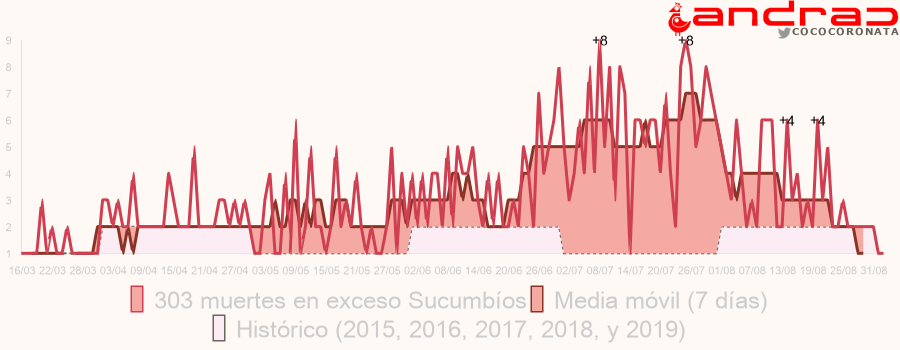 andrac
COCOCORONATA
+8 +8
+4 +4
9
8
7
6
5
4
3
2
1
16/03 22/03 28/03 03/04 09/04 15/04 21/04 27/04 03/05 09/05 15/05 21/05 27/05 02/06 08/06 14/06 20/06 26/06 02/07 08/07 14/07 20/07 26/07 01/08 07/08 13/08 19/08 25/08 31/08
303 muertes en exceso Sucumbíos Media móvil (7 días)
Histórico (2015, 2016, 2017, 2018, y 2019)